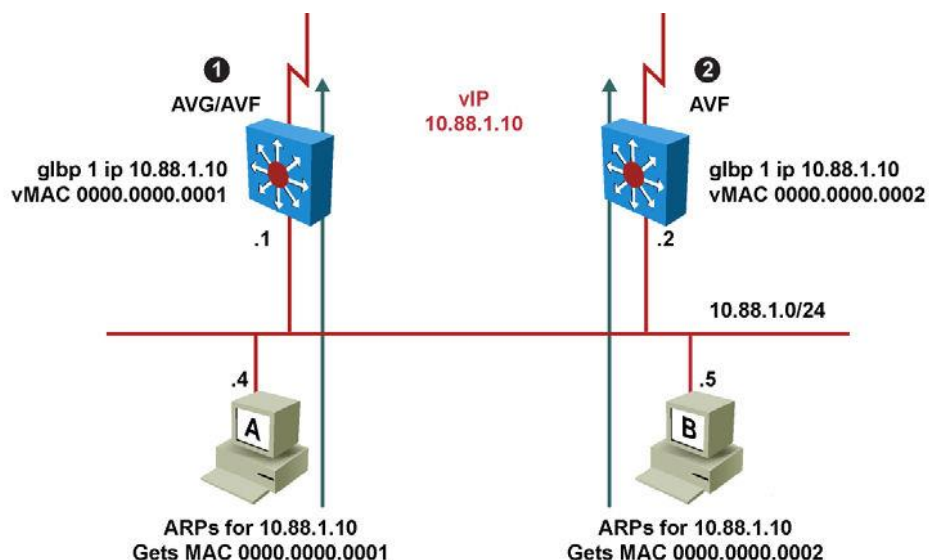 1
AVG/AVF
vIP
10.88.1.10
2
AVF
glbp 1 ip 10.88.1.10
vMAC 0000.0000.0001
glbp 1 ip 10.88.1.10
vMAC 0000.0000.0002
.1
.2
10.88.1.0/24
.4
.5
A
B
ARPs for 10.88.1.10
Gets MAC 0000.0000.0001
ARPs for 10.88.1.10
Gets MAC 0000.0000.0002